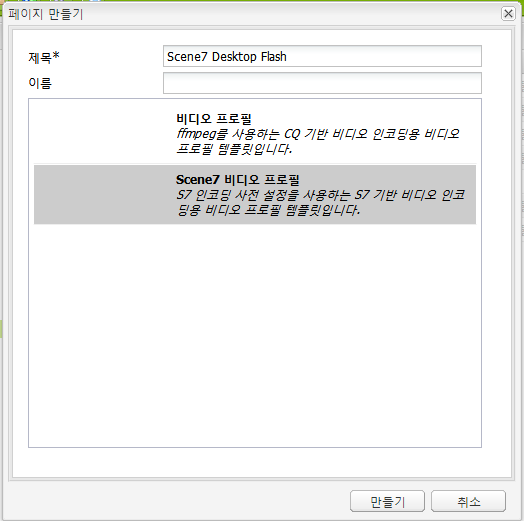 페이지 만들기
제목*
Scene7 Desktop Flash
이름
비디오 프로필
ffmpeg를 사용하는 CQ 기반 비디오 인코딩용 비디오
프로필 템플릿입니다.
Scene7 비디오 프로필
S7 인코딩 사전 설정을 사용하는 S7 기반 비디오 인코
딩용 비디오 프로필 템플릿입니다.
만들기
취소